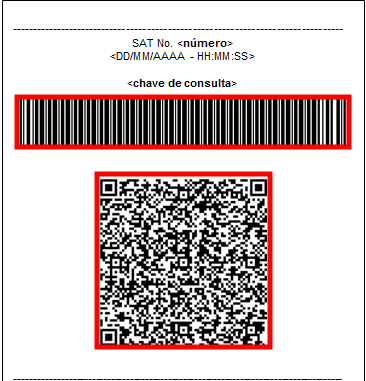 SAT No. <número>
<DD/MM/AAAA - HH:MM:SS>
<chave de consulta>